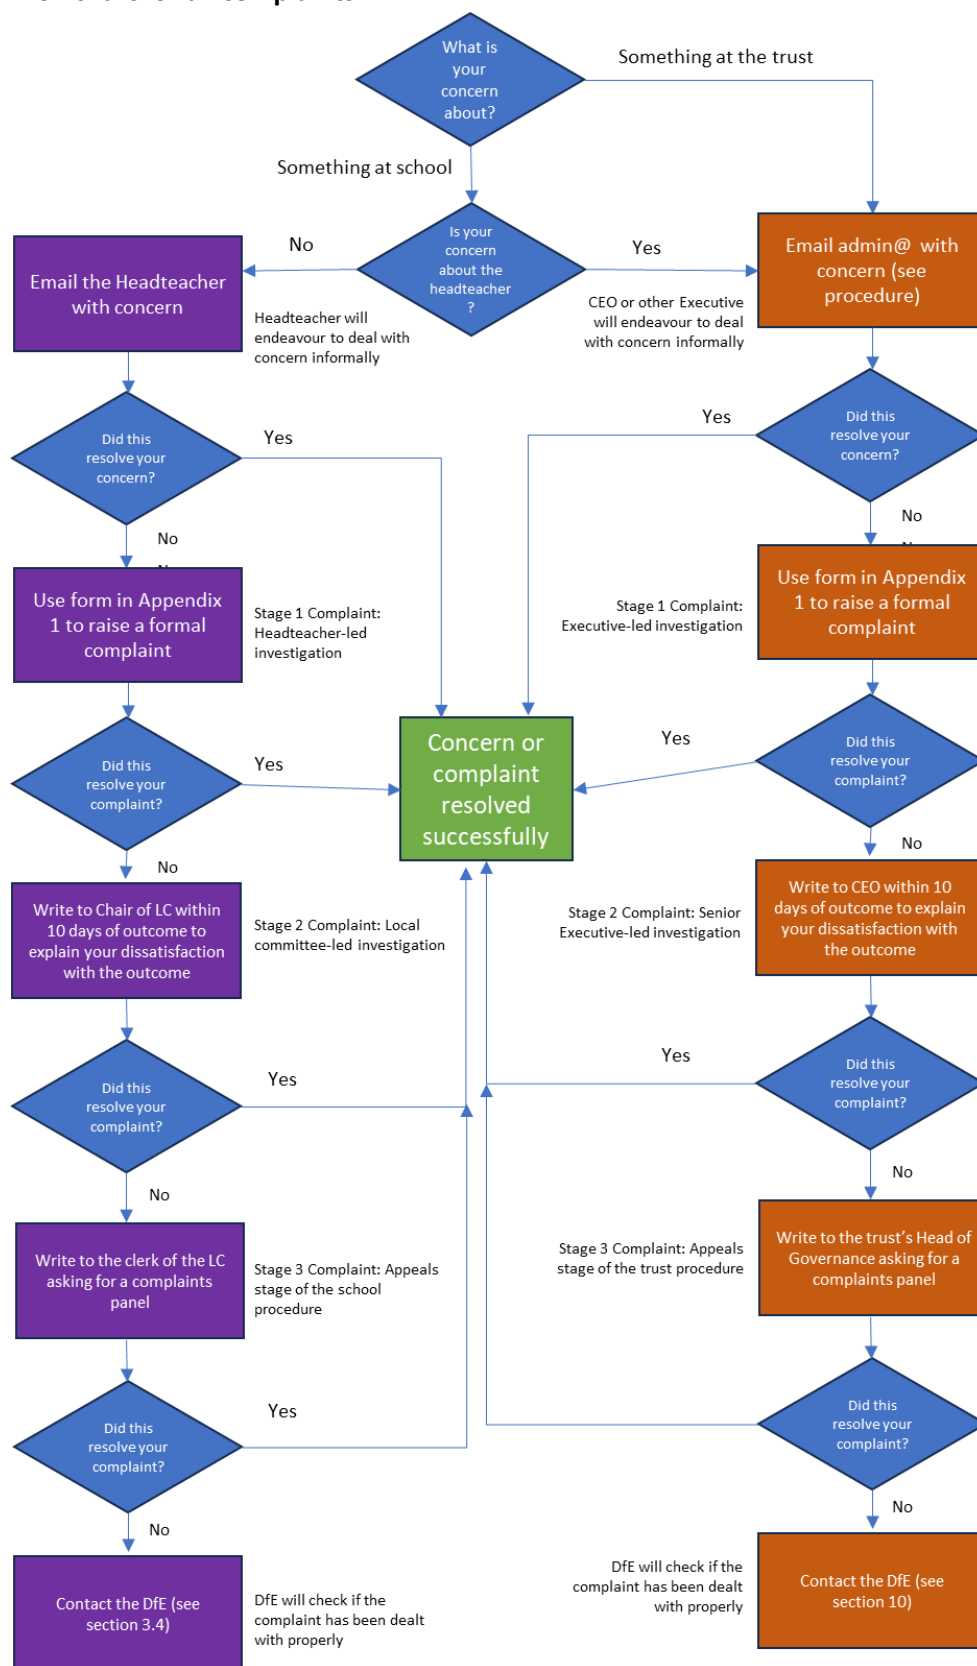 What is
your
concern
about?
Something at the trust
Something at school
Is your
concern
about the
headteacher
?
No
Yes
Email the Headteacher
with concern
Headteacher will
endeavour to deal with
concern informally
CEO or other Executive
will endeavour to deal
with concern informally
Email admin@ with
concern (see
procedure)
Did this
resolve your
concern?
Yes
No
Yes
Did this
resolve your
concern?
No
Use form in Appendix
1 to raise a formal
complaint
Stage 1 Complaint:
Headteacher-led
investigation
Stage 1 Complaint:
Executive-led investigation
Use form in Appendix
1 to raise a formal
complaint
Did this
resolve your
complaint?
Yes
No
Concern or
complaint
resolved
successfully
Yes
Did this
resolve your
complaint?
No
Write to Chair of LC within
10 days of outcome to
explain your dissatisfaction
with the outcome
Stage 2 Complaint: Local
committee-led investigation
Stage 2 Complaint: Senior
Executive-led investigation
Write to CEO within 10
days of outcome to explain
your dissatisfaction with
the outcome
Did this
resolve your
complaint?
Yes
No
Yes
Did this
resolve your
complaint?
No
Write to the clerk of the LC
asking for a complaints
panel
Stage 3 Complaint: Appeals
stage of the school
procedure
Stage 3 Complaint: Appeals
stage of the trust procedure
Write to the trust's Head of
Governance asking for a
complaints panel
Did this
resolve your
complaint?
Yes
No
Did this
resolve your
complaint?
No
Contact the DfE (see
section 3.4)
DfE will check if the
complaint has been dealt
with properly
DfE will check if the
complaint has been dealt
with properly
Contact the DfE (see
section 10)